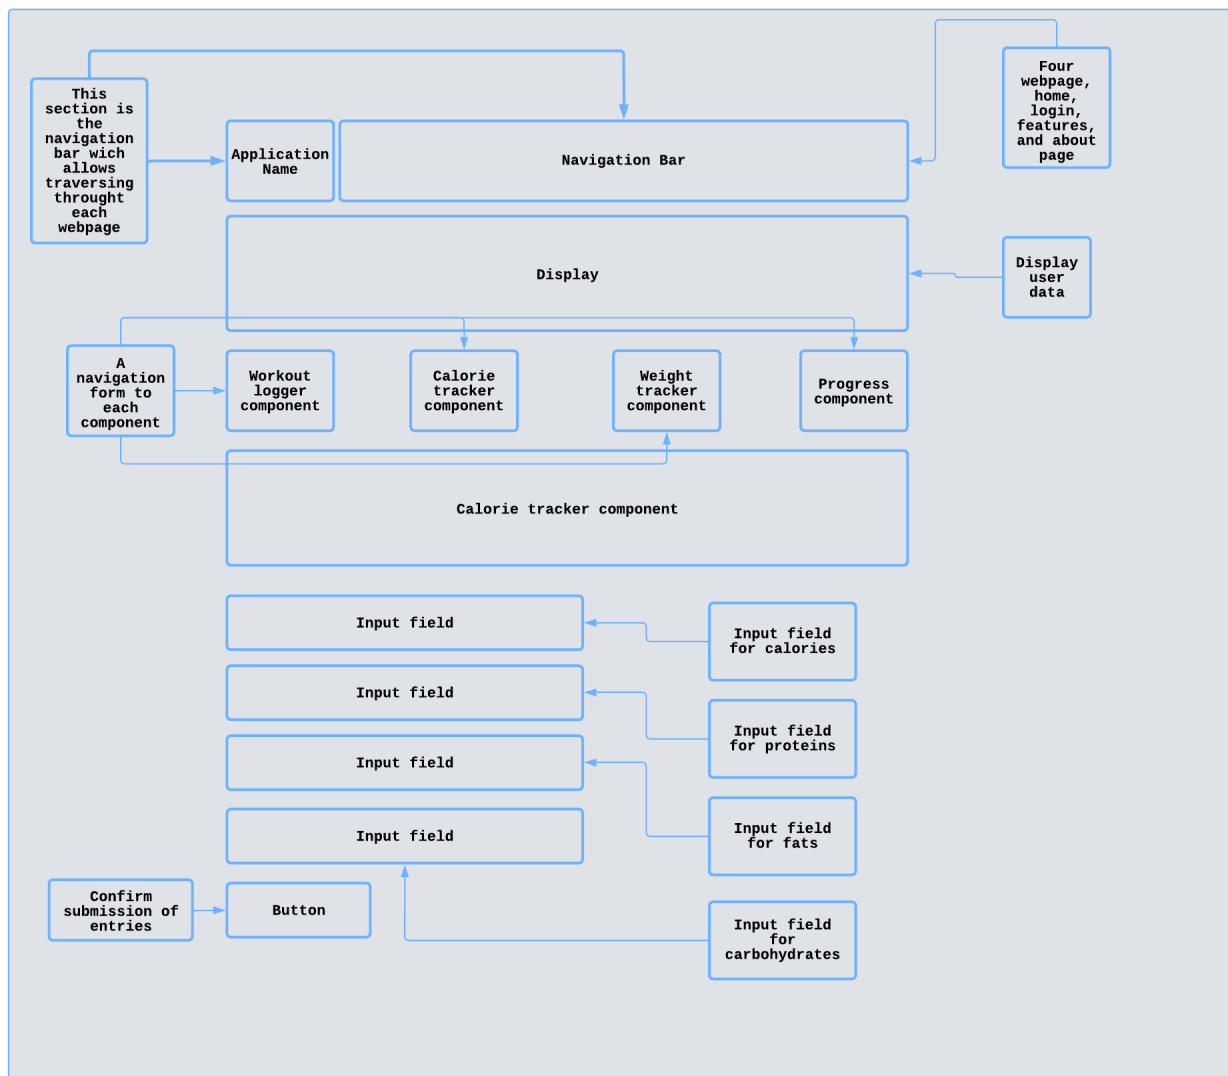 This
section is
the
navigation
bar wich
allows
traversing
throught
each
webpage
Application
Name
Navigation Bar
Four
webpage,
home,
login,
features,
and about
page
Display
Display
user
data
A
navigation
form to
each
component
Workout
logger
component
Calorie
tracker
component
Weight
tracker
component
Progress
component
Calorie tracker component
Input field
Input field
for calories
Input field
Input field
for proteins
Input field
Input field
for fats
Input field
Confirm
submission of
entries
Button
Input field
for
carbohydrates